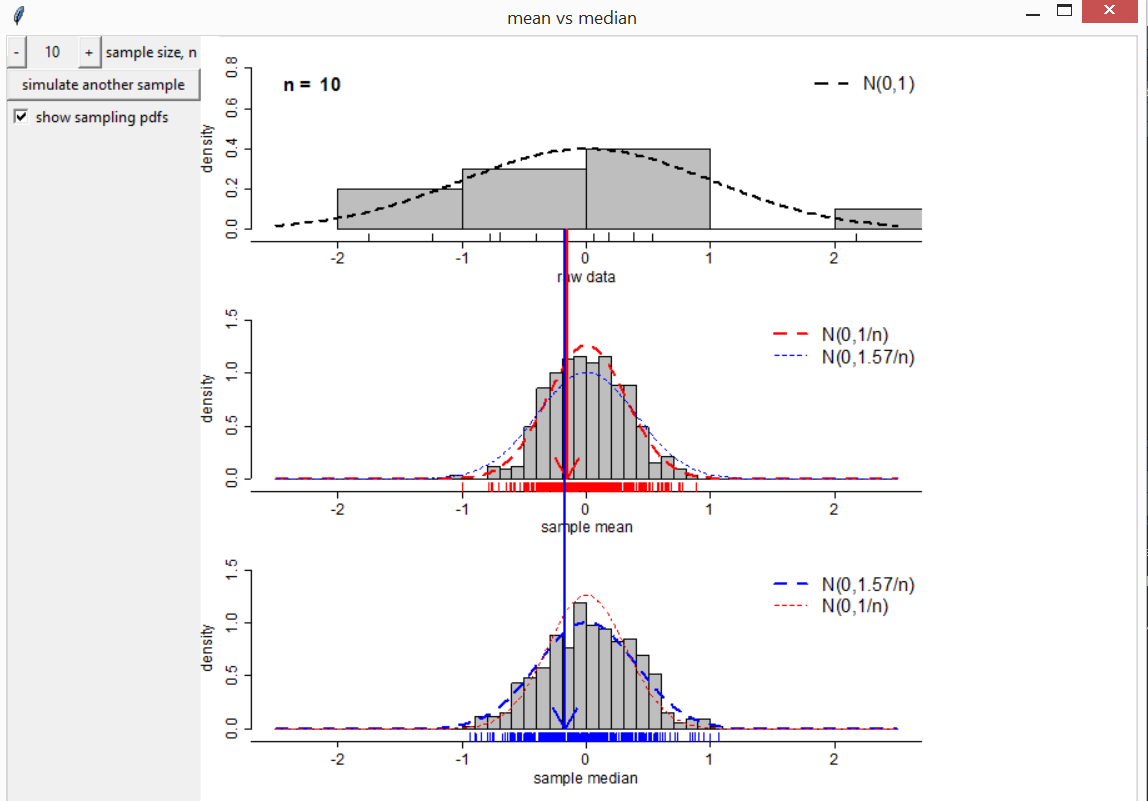 mean vs median
- 10 + sample size, n
simulate another sample
show sampling pdfs
n = 10
N(0,1)
density
0.0 0.2 0.4 0.6 0.8
-2 -1 0 1 2
raw data
N(0,1/n)
N(0,1.57/n)
density
0.0 0.5 1.0 1.5
-2 -1 0 1 2
sample mean
N(0,1.57/n)
N(0,1/n)
density
0.0 0.5 1.0 1.5
-2 -1 0 1 2
sample median